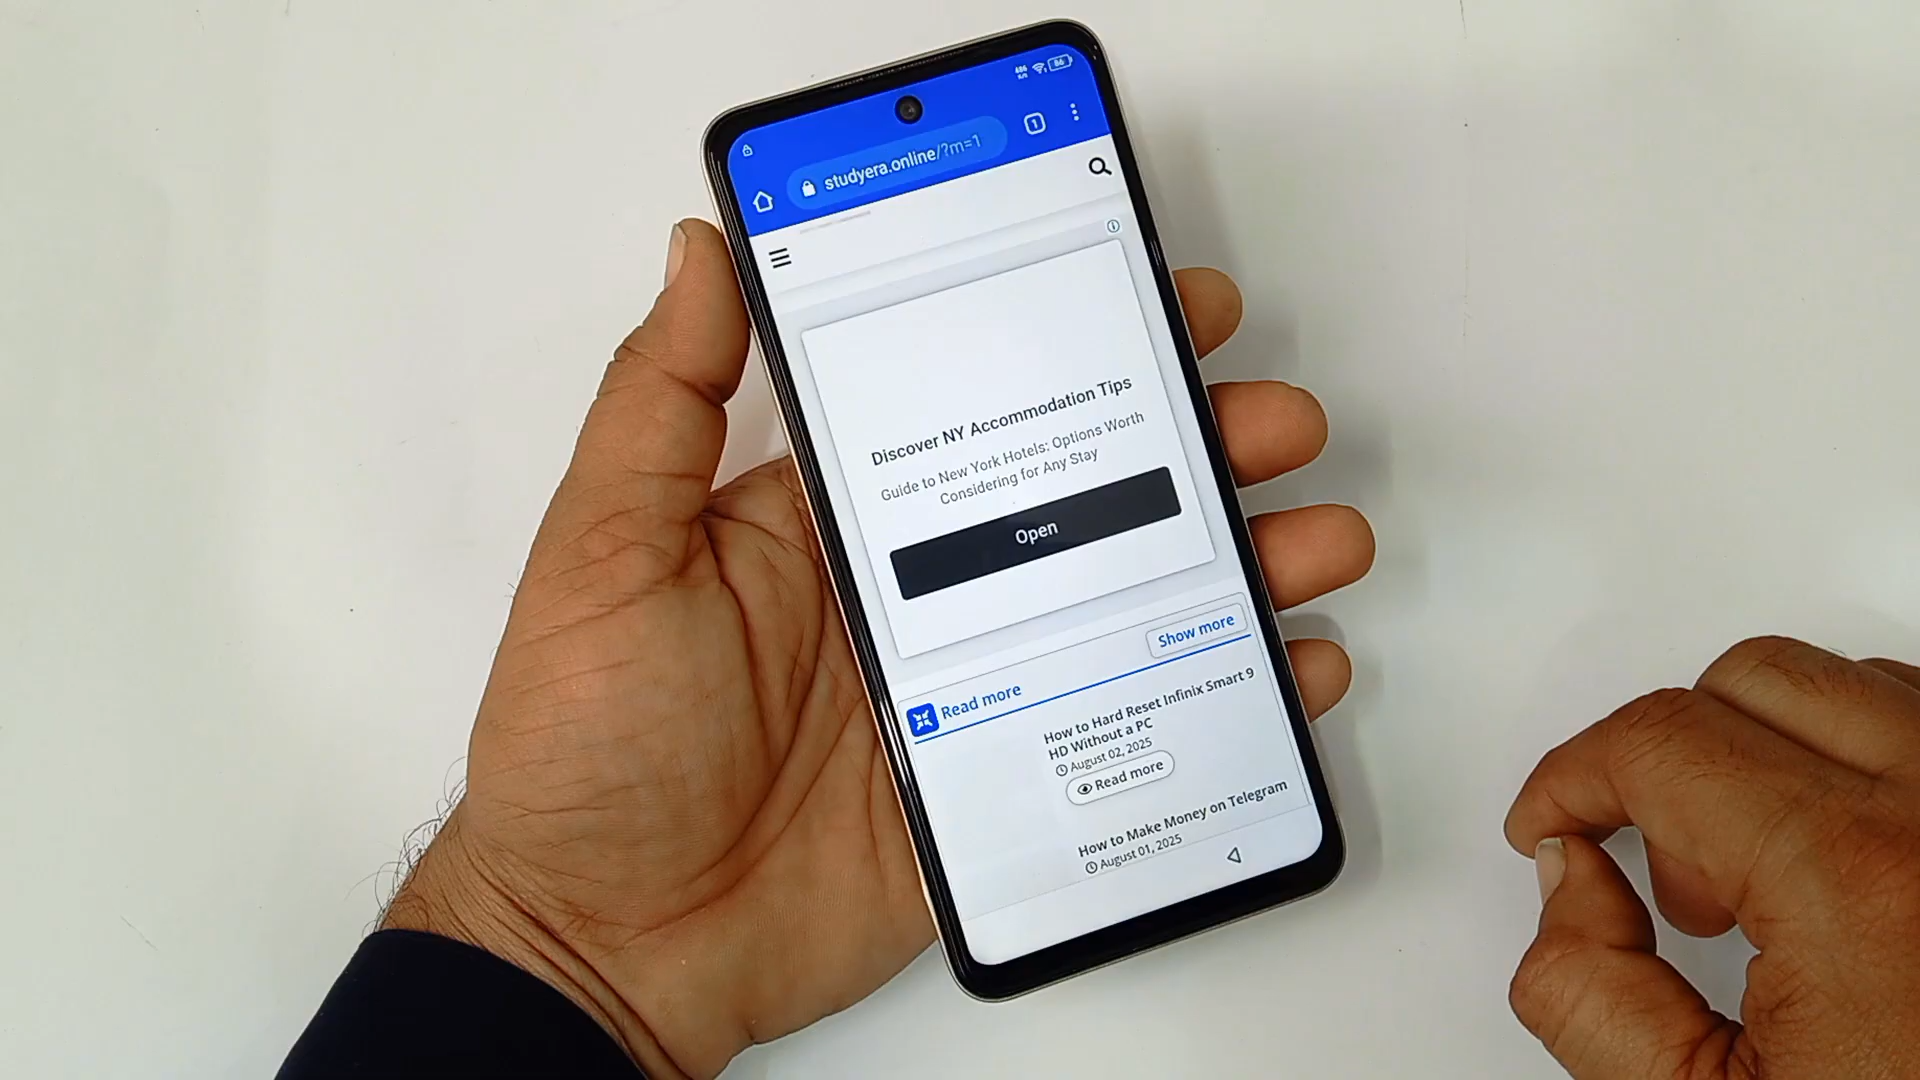 86
studyera.online/?m=1
1
Discover NY Accommodation Tips
Guide to New York Hotels: Options Worth
Considering for Any Stay
Open
Show more
Read more
How to Hard Reset Infinix Smart 9
HD Without a PC
August 02, 2025
Read more
How to Make Money on Telegram
August 01, 2025